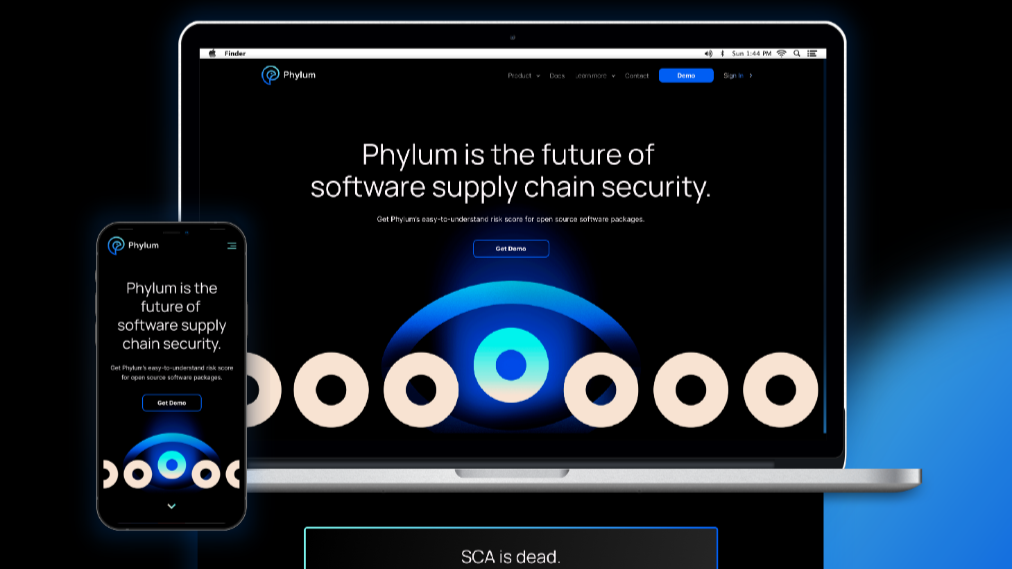 Finder
Sun 1:44 PM
Phylum
Product
Docs
Learn more
Contact
Demo
Sign in
Phylum is the future of
software supply chain security.
Get Phylum's easy-to-understand risk score for open source software packages.
Get Demo
Phylum
Phylum is the
future of
software supply
chain security.
Get Phylum's easy-to-understand risk score
for open source software packages.
Get Demo
SCA is dead.